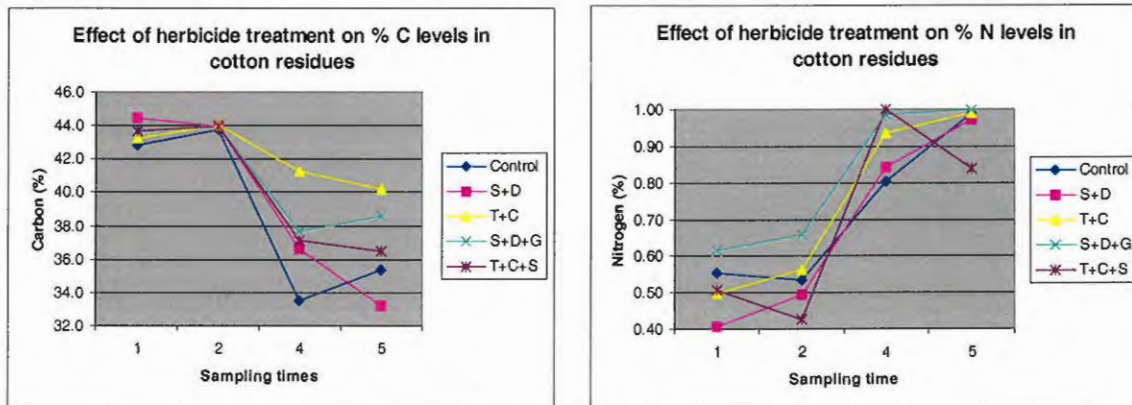 Effect of herbicide treatment on % C levels in
cotton residues
46.0
44.0
42.0
40.0
38.0
36.0
34.0
32.0
Carbon (%)
1 2 4 5
Sampling times
Control
S+D
T+C
S+D+G
T+C+S
Effect of herbicide treatment on % N levels in
cotton residues
1.00
0.90
0.80
0.70
0.60
0.50
0.40
Nitrogen (%)
1 2 4 5
Sampling time
Control
S+D
T+C
S+D+G
T+C+S